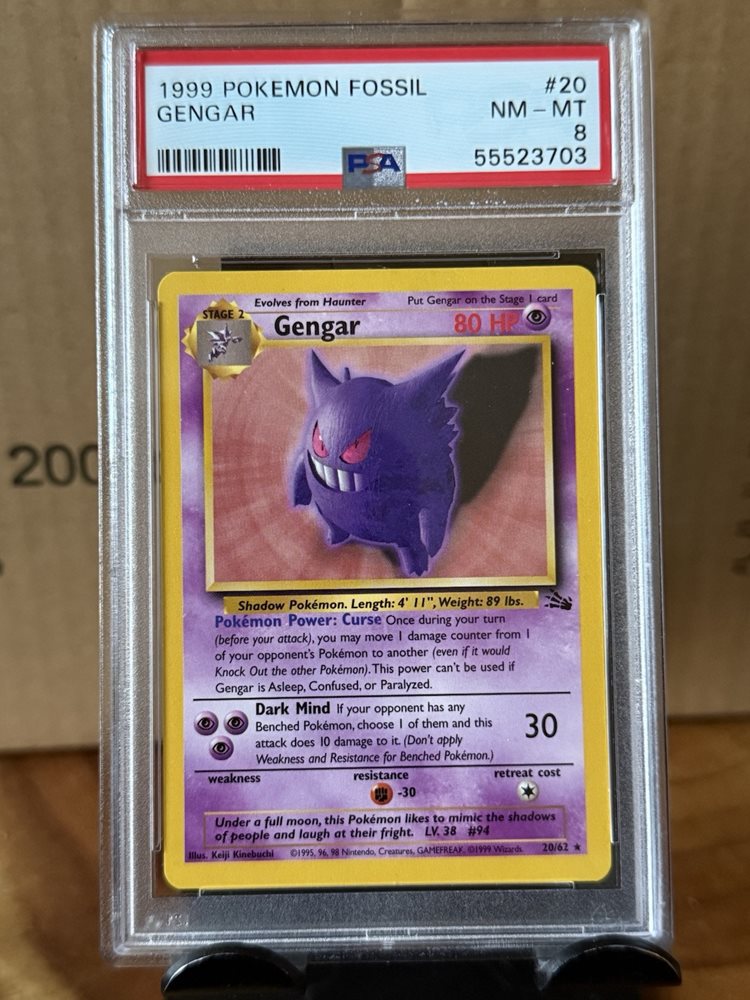 1999 POKEMON FOSSIL #20
GENGAR NM-MT
8
PSA 55523703
200
Evolves from Haunter Put Gengar on the Stage 1 card
STAGE 2 Gengar 80 HP
Shadow Pokémon. Length: 4' 11", Weight: 89 lbs.
Pokémon Power: Curse Once during your turn
(before your attack), you may move 1 damage counter from 1
of your opponent's Pokémon to another (even if it would
Knock Out the other Pokémon). This power can't be used if
Gengar is Asleep, Confused, or Paralyzed.
Dark Mind If your opponent has any
Benched Pokémon, choose 1 of them and this 30
attack does 10 damage to it. (Don't apply
Weakness and Resistance for Benched Pokémon.)
weakness resistance retreat cost
-30
Under a full moon, this Pokémon likes to mimic the shadows
of people and laugh at their fright. LV. 38 #94
Illus. Keiji Kinebuchi ©1995, 96, 98 Nintendo, Creatures, GAMEFREAK. ©1999 Wizards. 20/62 ★